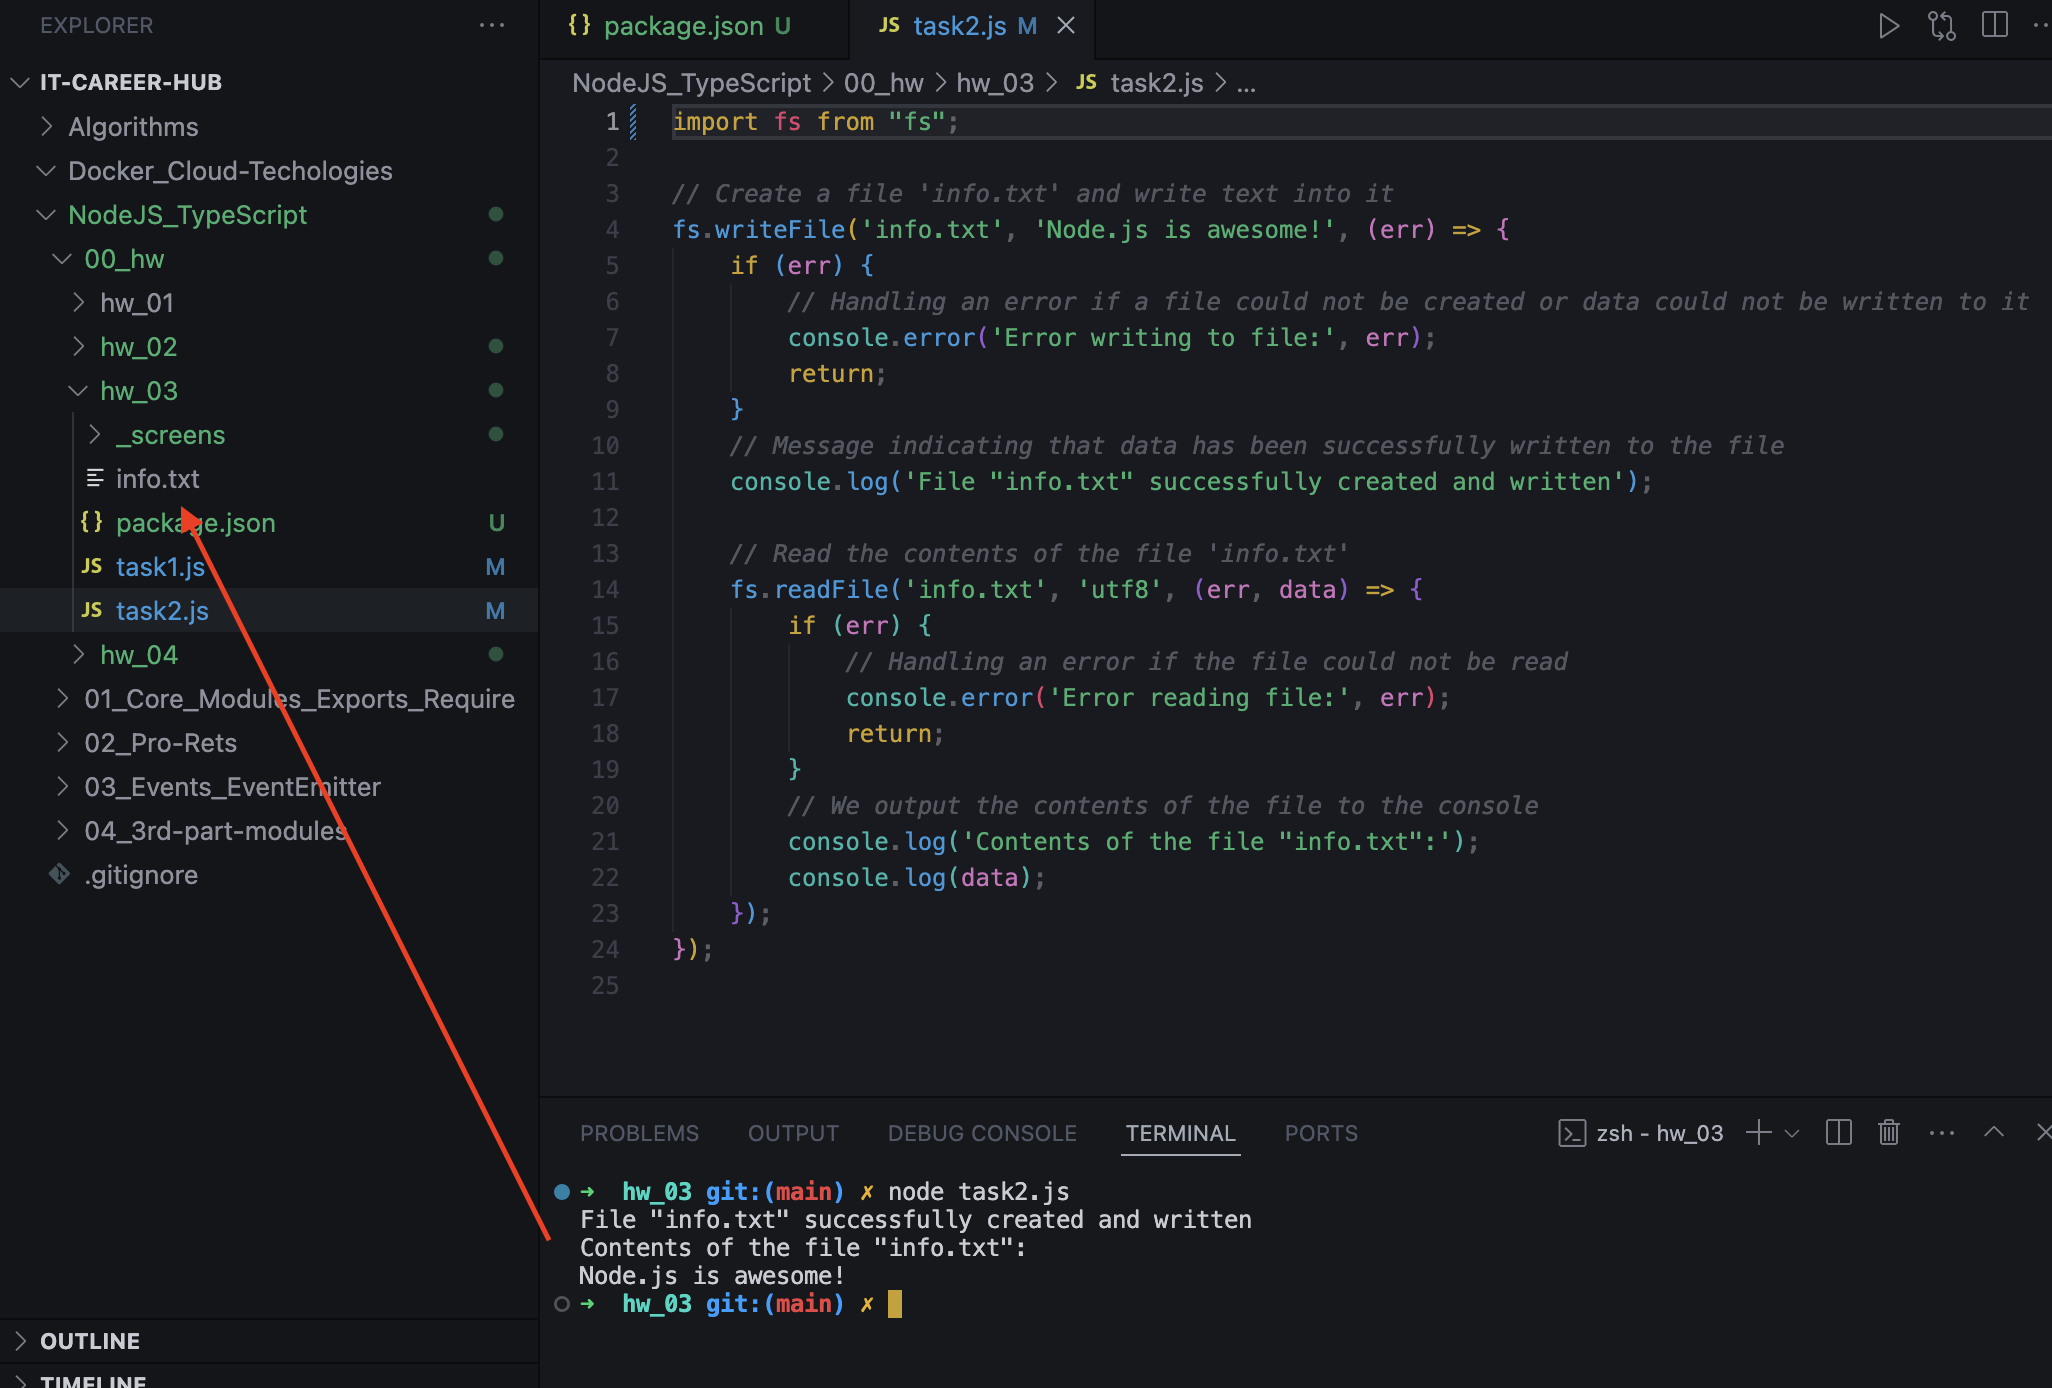 EXPLORER
IT-CAREER-HUB
Algorithms
Docker_Cloud-Techologies
NodeJS_TypeScript
00_hw
hw_01
hw_02
hw_03
_screens
info.txt
{} package.json U
JS task1.js M
JS task2.js M
hw_04
01_Core_Modules_Exports_Require
02_Pro-Rets
03_Events_EventEmitter
04_3rd-part-modules
.gitignore
OUTLINE
TIMELINE
{} package.json U
JS task2.js M
NodeJS_TypeScript > 00_hw > hw_03 > JS task2.js > ...
1 import fs from "fs";
2
3 // Create a file 'info.txt' and write text into it
4 fs.writeFile('info.txt', 'Node.js is awesome!', (err) => {
5 if (err) {
6 // Handling an error if a file could not be created or data could not be written to it
7 console.error('Error writing to file:', err);
8 return;
9 }
10 // Message indicating that data has been successfully written to the file
11 console.log('File "info.txt" successfully created and written');
12
13 // Read the contents of the file 'info.txt'
14 fs.readFile('info.txt', 'utf8', (err, data) => {
15 if (err) {
16 // Handling an error if the file could not be read
17 console.error('Error reading file:', err);
18 return;
19 }
20 // We output the contents of the file to the console
21 console.log('Contents of the file "info.txt":');
22 console.log(data);
23 });
24 });
25
PROBLEMS OUTPUT DEBUG CONSOLE TERMINAL PORTS
zsh - hw_03
➜ hw_03 git:(main) ✗ node task2.js
File "info.txt" successfully created and written
Contents of the file "info.txt":
Node.js is awesome!
➜ hw_03 git:(main) ✗